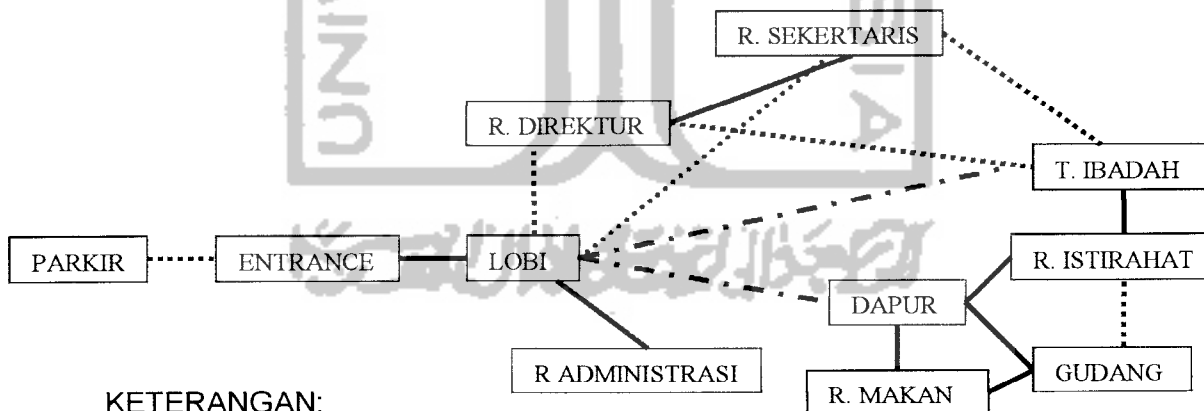 R. SEKERTARIS
R. DIREKTUR
T. IBADAH
PARKIR
ENTRANCE
LOBI
R. ISTIRAHAT
DAPUR
R ADMINISTRASI
GUDANG
R. MAKAN
KETERANGAN: